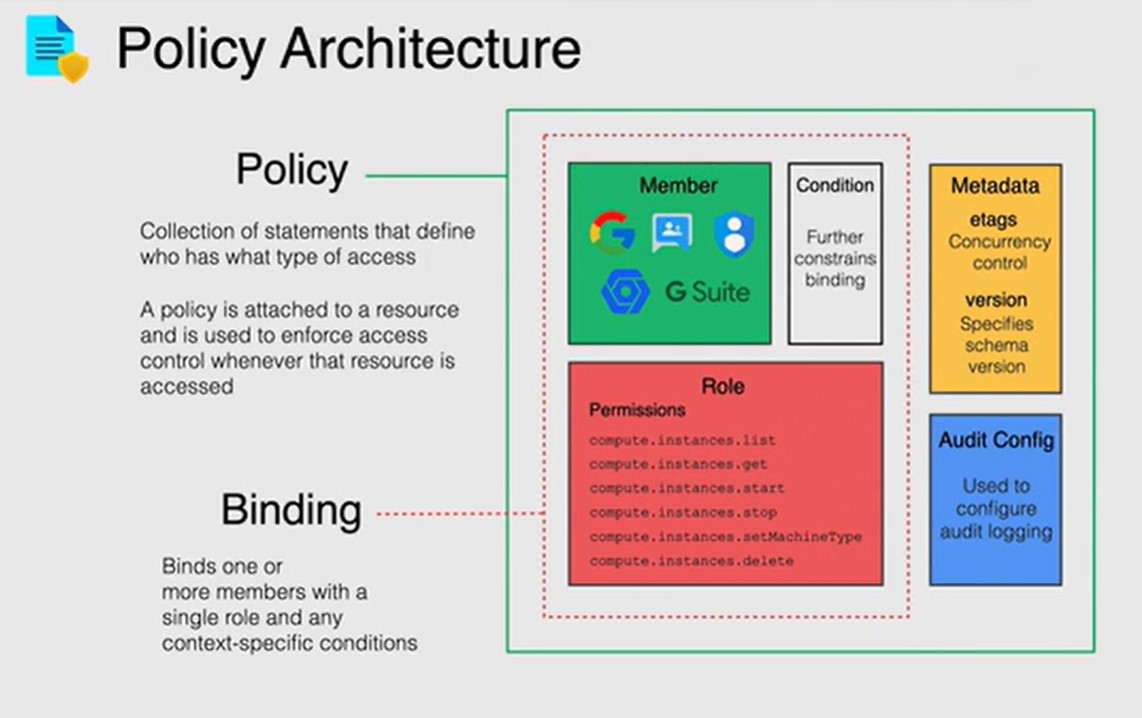 Policy Architecture
Policy
Collection of statements that define
who has what type of access
A policy is attached to a resource
and is used to enforce access
control whenever that resource is
accessed
Binding
Binds one or
more members with a
single role and any
context-specific conditions
Member
G Suite
Condition
Further
constrains
binding
Role
Permissions
compute.instances.list
compute.instances.get
compute.instances.start
compute.instances.stop
compute.instances.setMachineType
compute.instances.delete
Metadata
etags
Concurrency
control
version
Specifies
schema
version
Audit Config
Used to
configure
audit logging